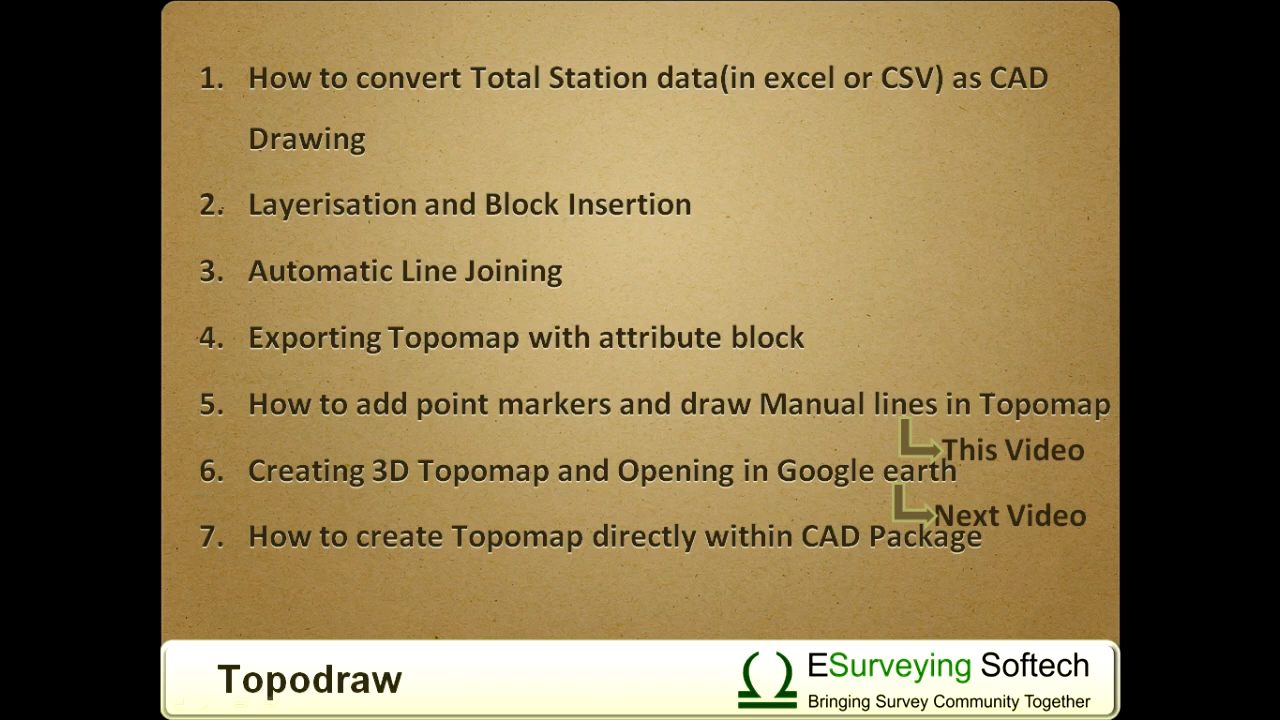 1. How to convert Total Station data(in excel or CSV) as CAD
Drawing
2. Layerisation and Block Insertion
3. Automatic Line Joining
4. Exporting Topomap with attribute block
5. How to add point markers and draw Manual lines in Topomap
This Video
6. Creating 3D Topomap and Opening in Google earth
Next Video
7. How to create Topomap directly within CAD Package
Topodraw
ESurveying Softech
Bringing Survey Community Together